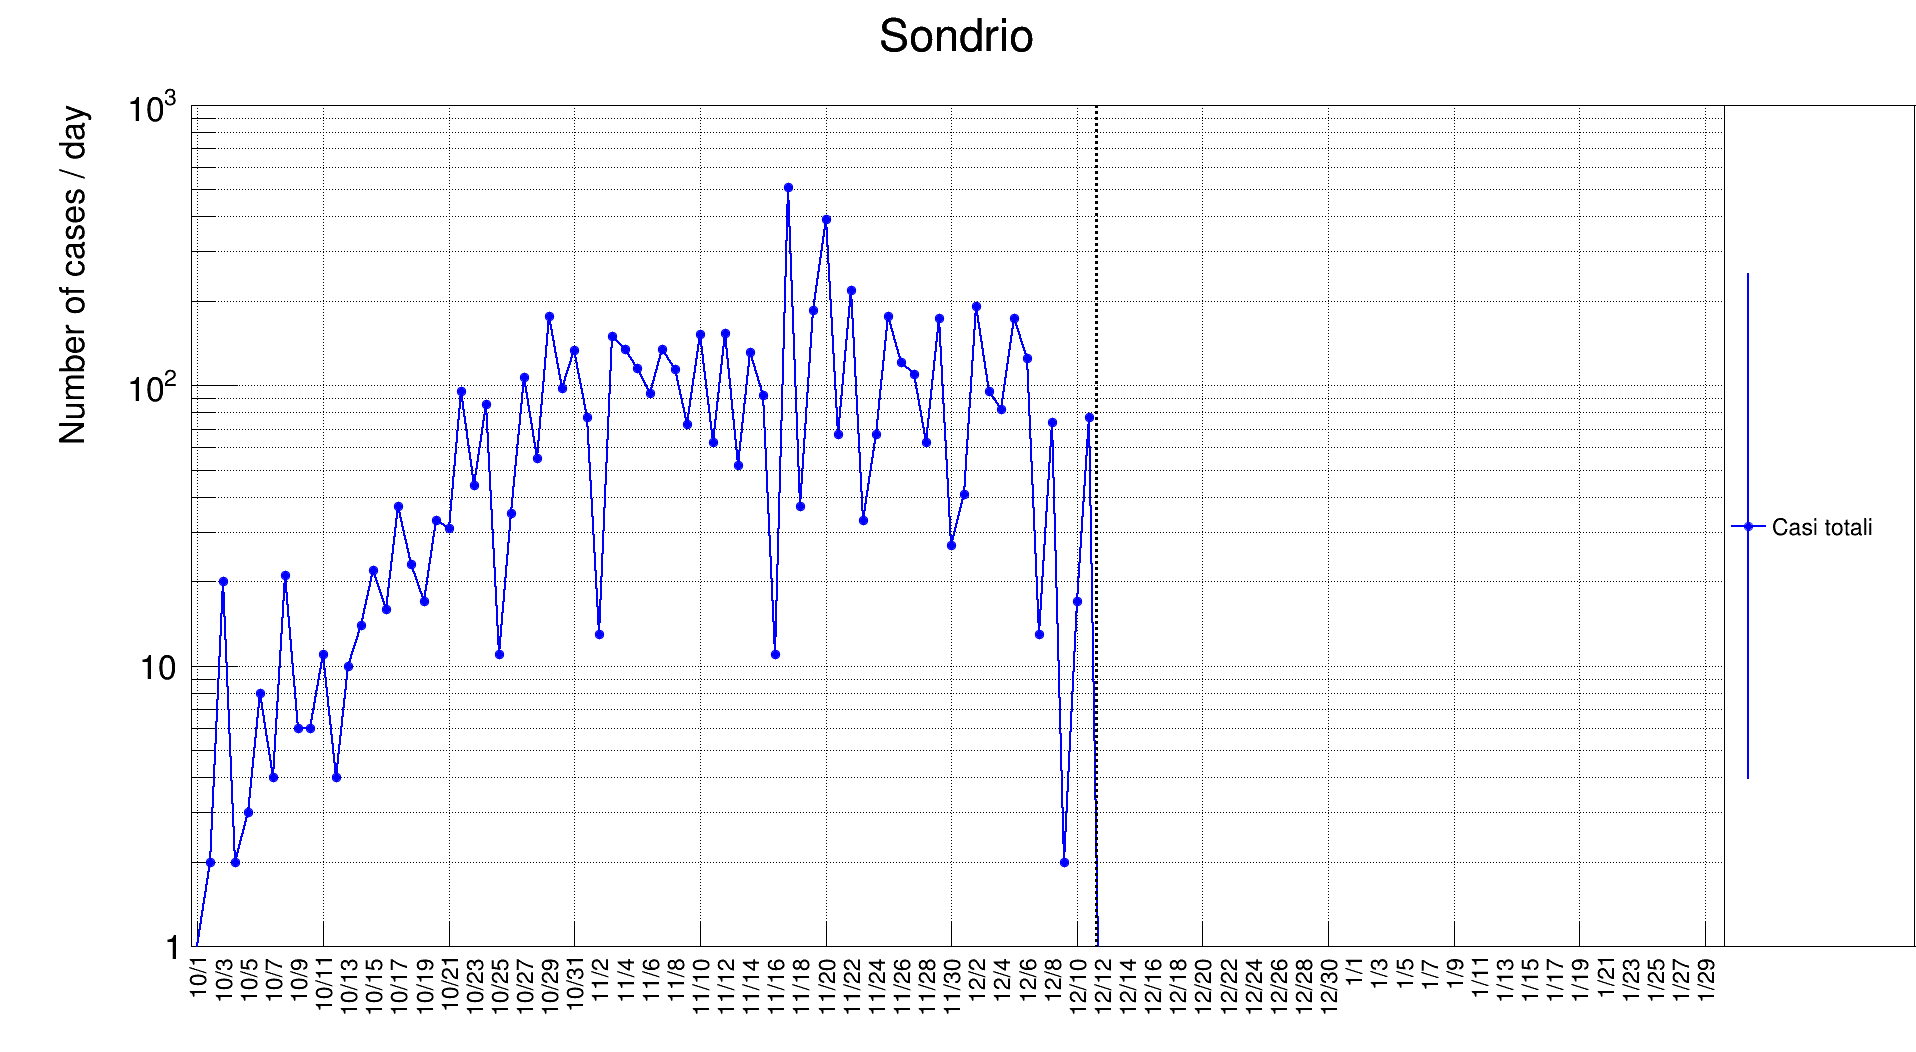 Sondrio
Number of cases / day
10³
10²
10
1
10/1 10/3 10/5 10/7 10/9 10/11 10/13 10/15 10/17 10/19 10/21 10/23 10/25 10/27 10/29 10/31 11/2 11/4 11/6 11/8 11/10 11/12 11/14 11/16 11/18 11/20 11/22 11/24 11/26 11/28 11/30 12/2 12/4 12/6 12/8 12/10 12/12 12/14 12/16 12/18 12/20 12/22 12/24 12/26 12/28 12/30 1/1 1/3 1/5 1/7 1/9 1/11 1/13 1/15 1/17 1/19 1/21 1/23 1/25 1/27 1/29
Casi totali